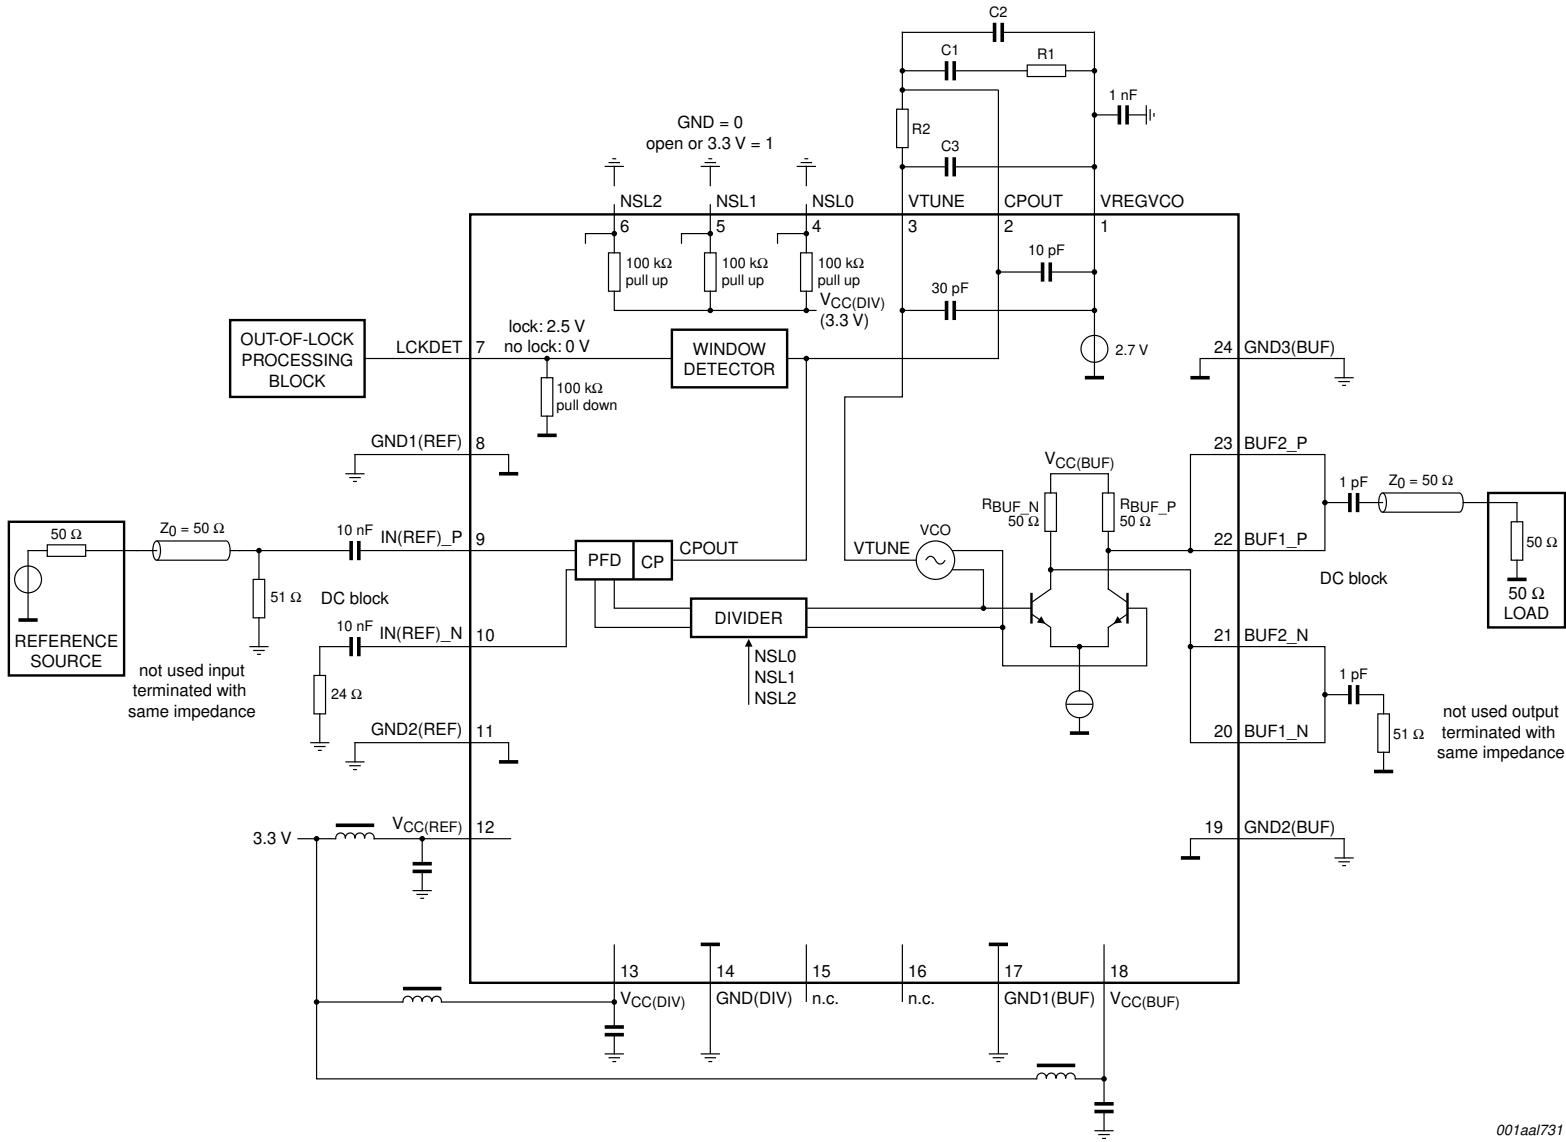 C2
C1
R1
1 nF
R2
C3
GND = 0
open or 3.3 V = 1
NSL2
NSL1
NSL0
VTUNE
CPOUT
VREGVCO
6
5
4
3
2
1
100 kΩ
pull up
100 kΩ
pull up
100 kΩ
pull up
VCC(DIV)
(3.3 V)
10 pF
30 pF
2.7 V
OUT-OF-LOCK
PROCESSING
BLOCK
LCKDET
7
lock: 2.5 V
no lock: 0 V
100 kΩ
pull down
WINDOW
DETECTOR
24
GND3(BUF)
GND1(REF)
8
23
BUF2_P
VCC(BUF)
RBUF_N
50 Ω
RBUF_P
50 Ω
1 pF
Z0 = 50 Ω
50 Ω
50 Ω
LOAD
50 Ω
REFERENCE
SOURCE
Z0 = 50 Ω
51 Ω
10 nF
IN(REF)_P
9
PFD
CP
CPOUT
VTUNE
VCO
22
BUF1_P
DC block
DC block
10 nF
IN(REF)_N
10
DIVIDER
NSL0
NSL1
NSL2
21
BUF2_N
not used input
terminated with
same impedance
24 Ω
1 pF
51 Ω
not used output
terminated with
same impedance
GND2(REF)
11
20
BUF1_N
3.3 V
VCC(REF)
12
19
GND2(BUF)
13
14
15
16
17
18
VCC(DIV)
GND(DIV)
n.c.
n.c.
GND1(BUF)
VCC(BUF)
001aal731